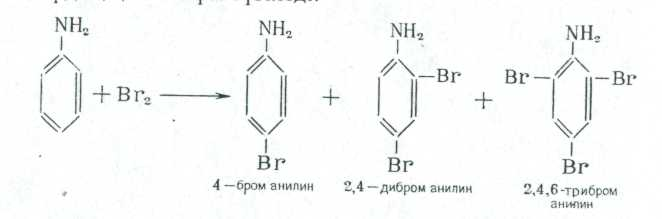 NH₂ NH₂ NH₂ NH₂
+ Br₂ + —Br + Br— —Br
Br Br Br
4 —бром анилин 2,4—дибром анилин 2,4,6-трибром
анилин